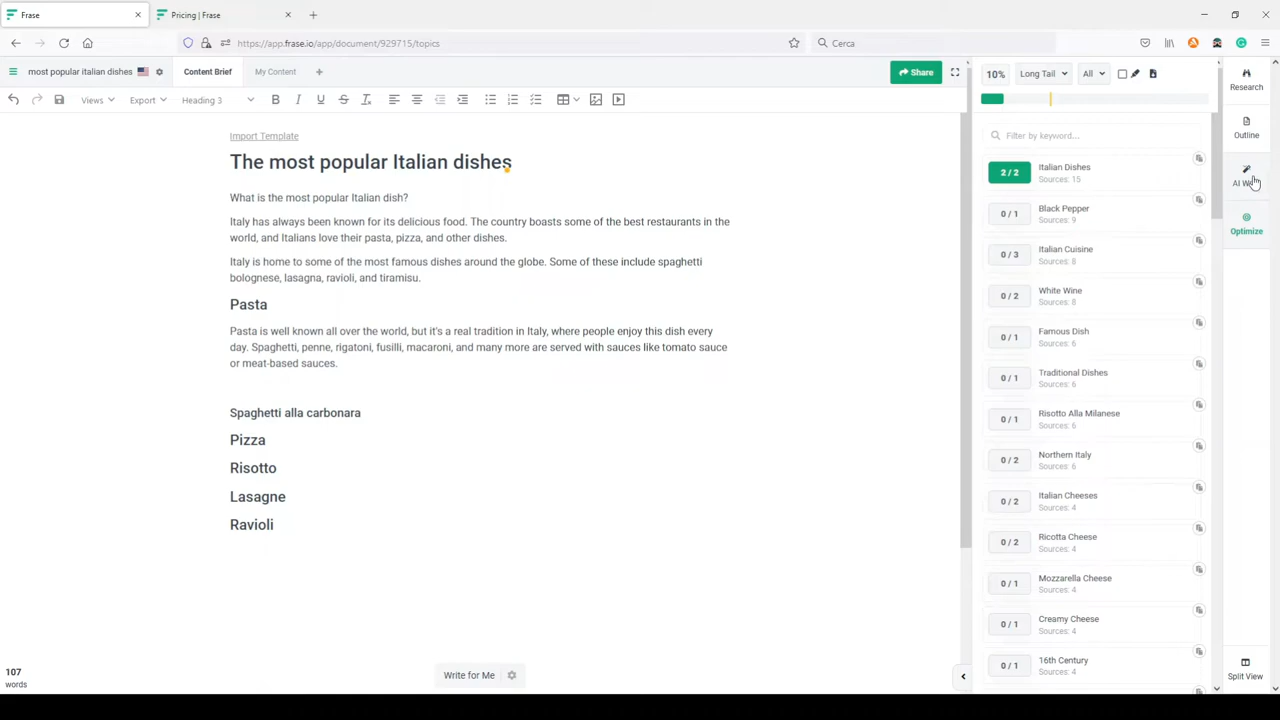 Frase
Pricing | Frase
https://app.frase.io/app/document/929715/topics
Cerca
most popular italian dishes
Content Brief
My Content
Share
Views
Export
Heading 3
Import Template
The most popular Italian dishes
What is the most popular Italian dish?
Italy has always been known for its delicious food. The country boasts some of the best restaurants in the
world, and Italians love their pasta, pizza, and other dishes.
Italy is home to some of the most famous dishes around the globe. Some of these include spaghetti
bolognese, lasagna, ravioli, and tiramisu.
Pasta
Pasta is well known all over the world, but it's a real tradition in Italy, where people enjoy this dish every
day. Spaghetti, penne, rigatoni, fusilli, macaroni, and many more are served with sauces like tomato sauce
or meat-based sauces.
Spaghetti alla carbonara
Pizza
Risotto
Lasagne
Ravioli
107
words
Write for Me
10%
Long Tail
All
Filter by keyword...
2 / 2
Italian Dishes
Sources: 15
0 / 1
Black Pepper
Sources: 9
0 / 3
Italian Cuisine
Sources: 8
0 / 2
White Wine
Sources: 8
0 / 1
Famous Dish
Sources: 6
0 / 1
Traditional Dishes
Sources: 6
0 / 1
Risotto Alla Milanese
Sources: 6
0 / 2
Northern Italy
Sources: 6
0 / 2
Italian Cheeses
Sources: 4
0 / 2
Ricotta Cheese
Sources: 4
0 / 1
Mozzarella Cheese
Sources: 4
0 / 1
Creamy Cheese
Sources: 4
0 / 1
16th Century
Sources: 4
Research
Outline
AI
Optimize
Split View